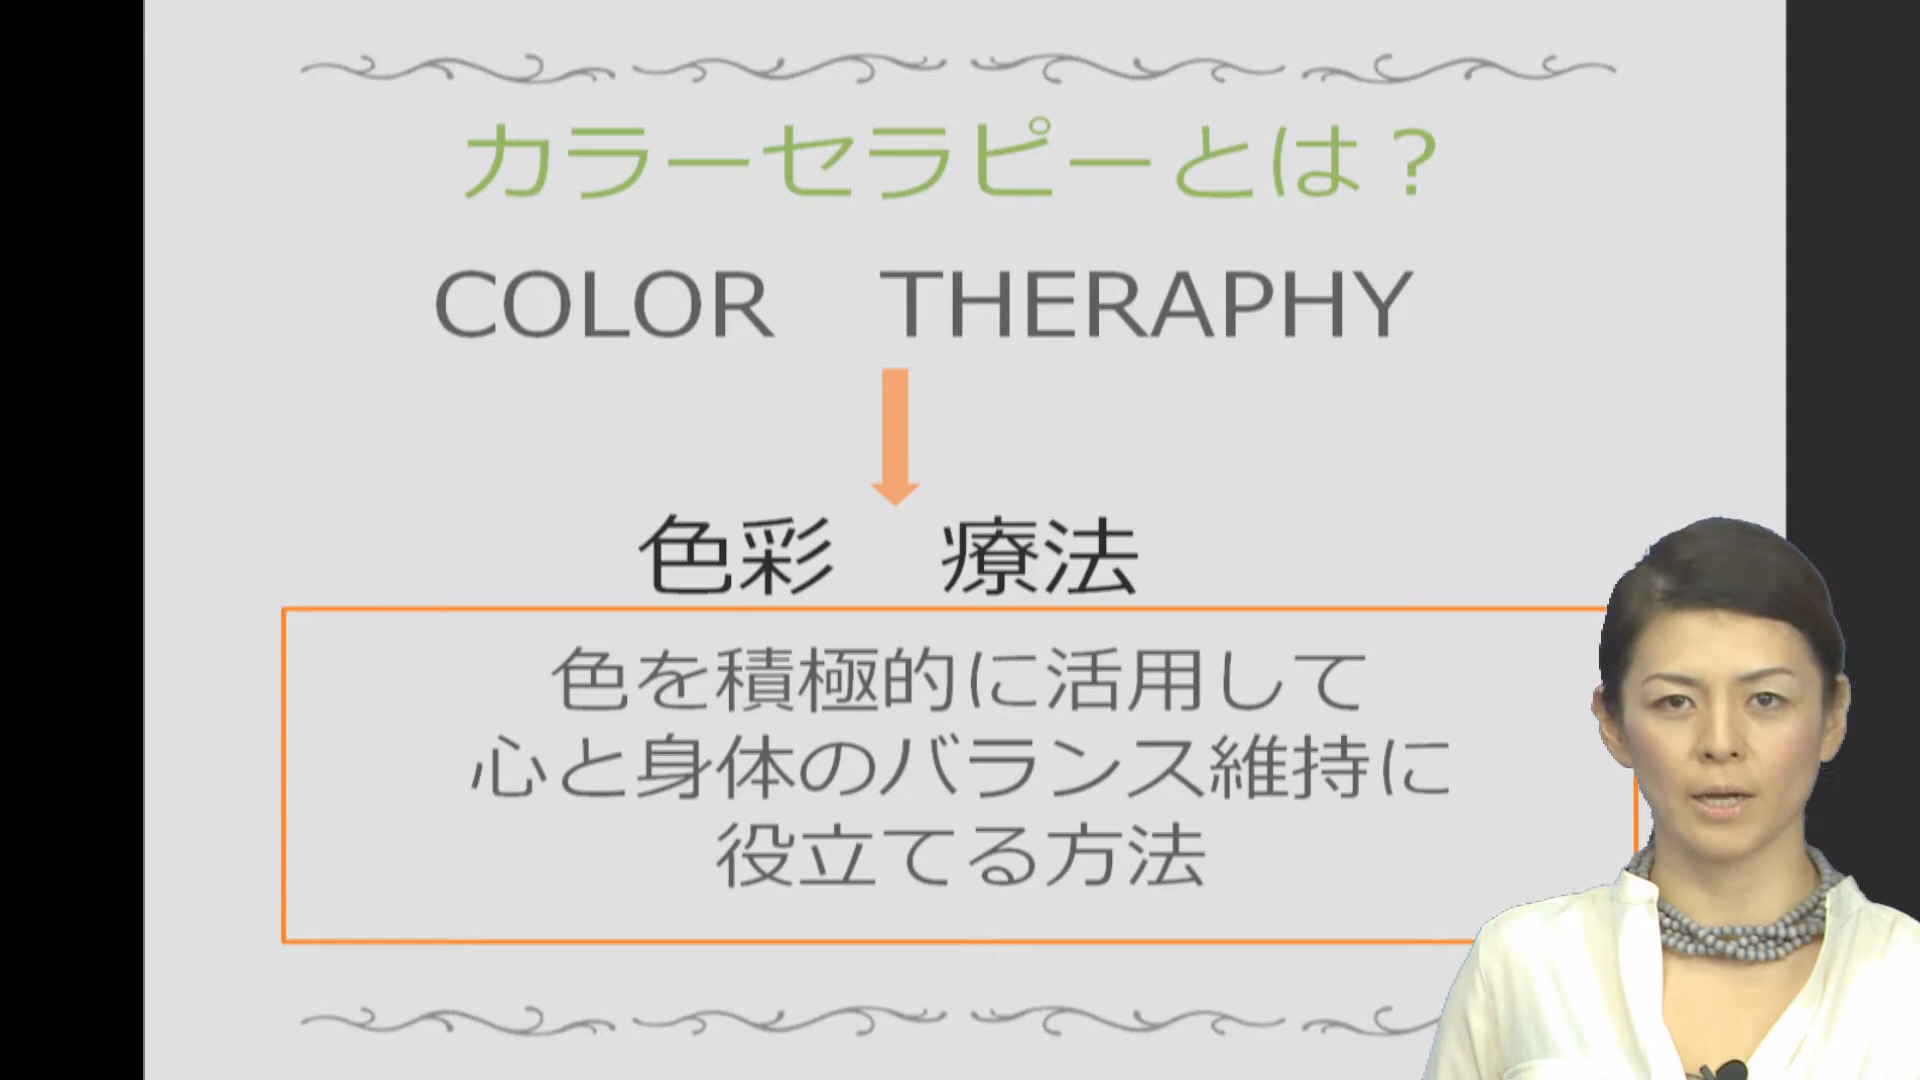 カラーセラピーとは？
COLOR　THERAPHY
色彩　療法
色を積極的に活用して
心と身体のバランス維持に
役立てる方法